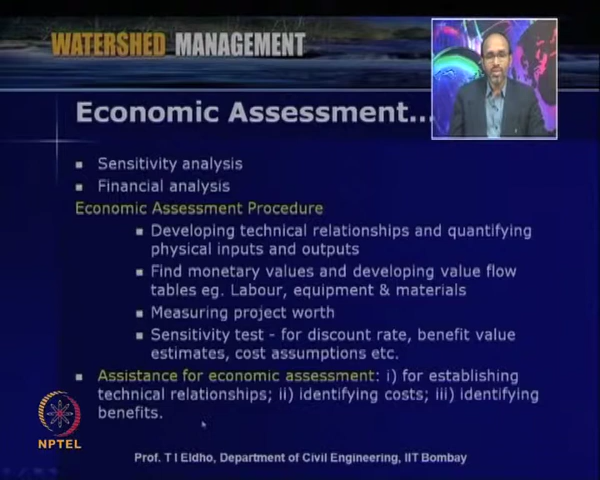 WATERSHED MANAGEMENT
Economic Assessment...
Sensitivity analysis
Financial analysis
Economic Assessment Procedure
Developing technical relationships and quantifying
physical inputs and outputs
Find monetary values and developing value flow
tables eg. Labour, equipment & materials
Measuring project worth
Sensitivity test - for discount rate, benefit value
estimates, cost assumptions etc.
Assistance for economic assessment: i) for establishing
technical relationships; ii) identifying costs; iii) identifying
benefits.
NPTEL
Prof. T I Eldho, Department of Civil Engineering, IIT Bombay